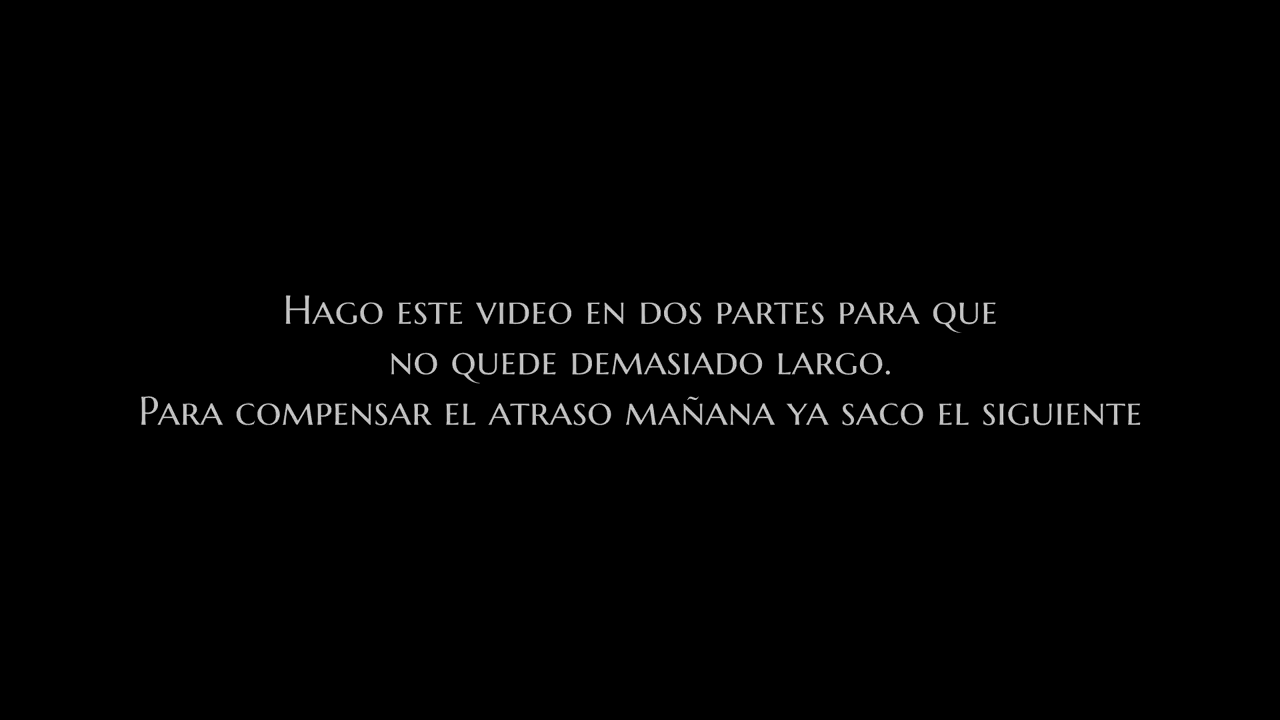 Hago este video en dos partes para que
no quede demasiado largo.
Para compensar el atraso mañana ya saco el siguiente